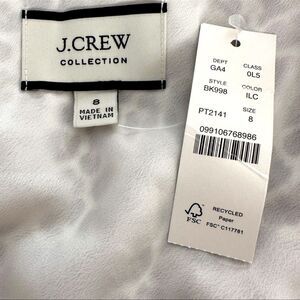 J.CREW
COLLECTION
8
MADE IN
VIETNAM
DEPT CLASS
GA4 0L5
STYLE COLOR
BK998 ILC
SIZE
PT2141 8
099106768986
FSC
RECYCLED
Paper
FSC® C117781